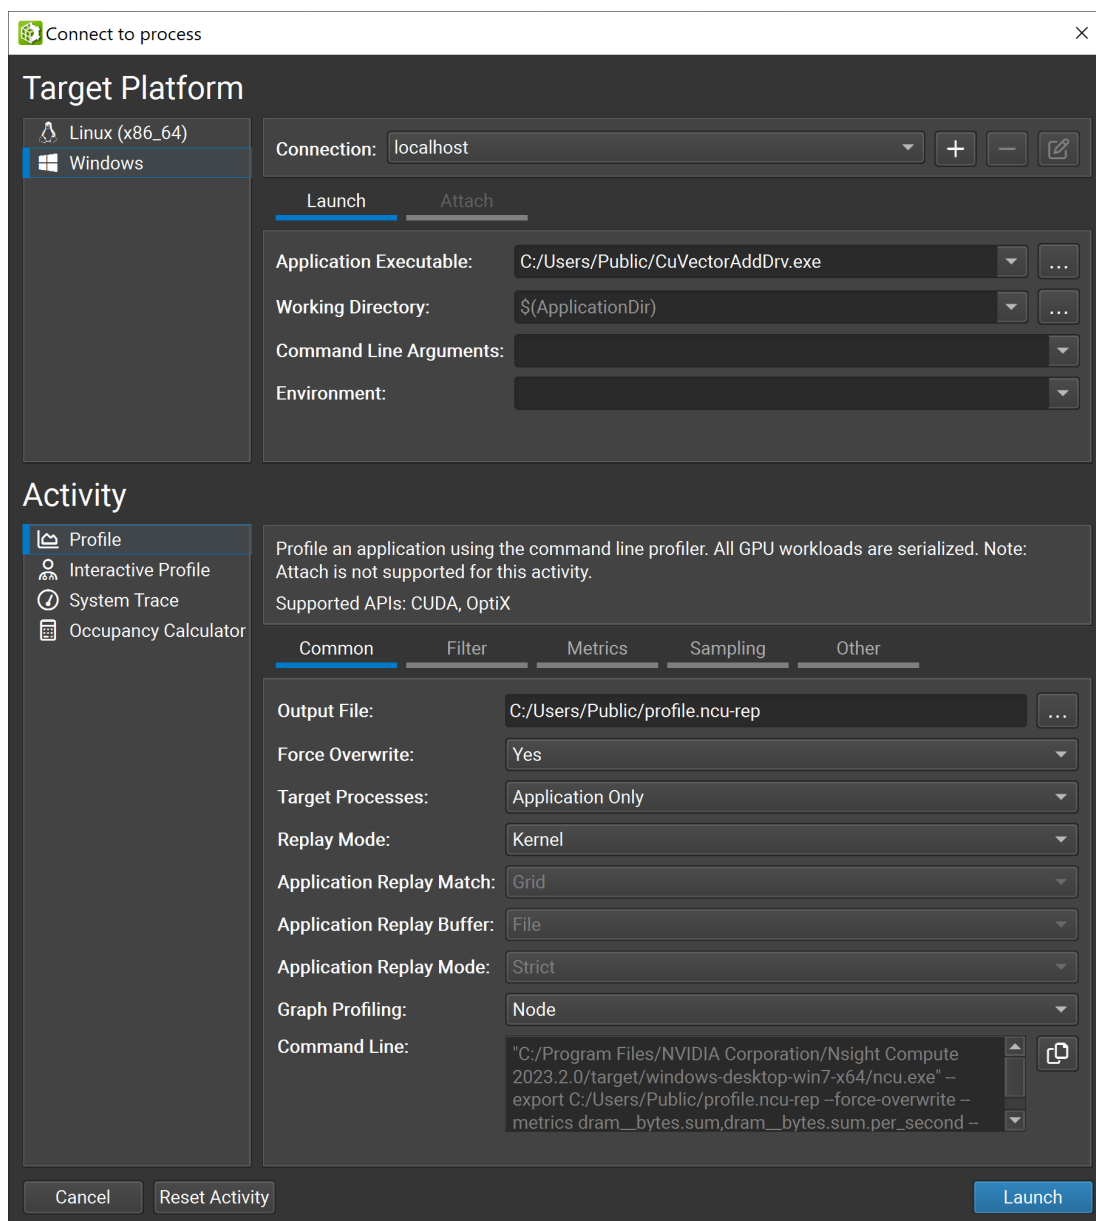 Connect to process
Target Platform
Linux (x86_64)
Windows
Connection: localhost
Launch Attach
Application Executable: C:/Users/Public/CuVectorAddDrv.exe ...
Working Directory: $(ApplicationDir) ...
Command Line Arguments:
Environment:
Activity
Profile
Interactive Profile
System Trace
Occupancy Calculator
Profile an application using the command line profiler. All GPU workloads are serialized. Note:
Attach is not supported for this activity.
Supported APIs: CUDA, OptiX
Common Filter Metrics Sampling Other
Output File: C:/Users/Public/profile.ncu-rep ...
Force Overwrite: Yes
Target Processes: Application Only
Replay Mode: Kernel
Application Replay Match: Grid
Application Replay Buffer: File
Application Replay Mode: Strict
Graph Profiling: Node
Command Line:
"C:/Program Files/NVIDIA Corporation/Nsight Compute
2023.2.0/target/windows-desktop-win7-x64/ncu.exe" --
export C:/Users/Public/profile.ncu-rep --force-overwrite --
metrics dram__bytes.sum,dram__bytes.sum.per_second --
Cancel Reset Activity Launch